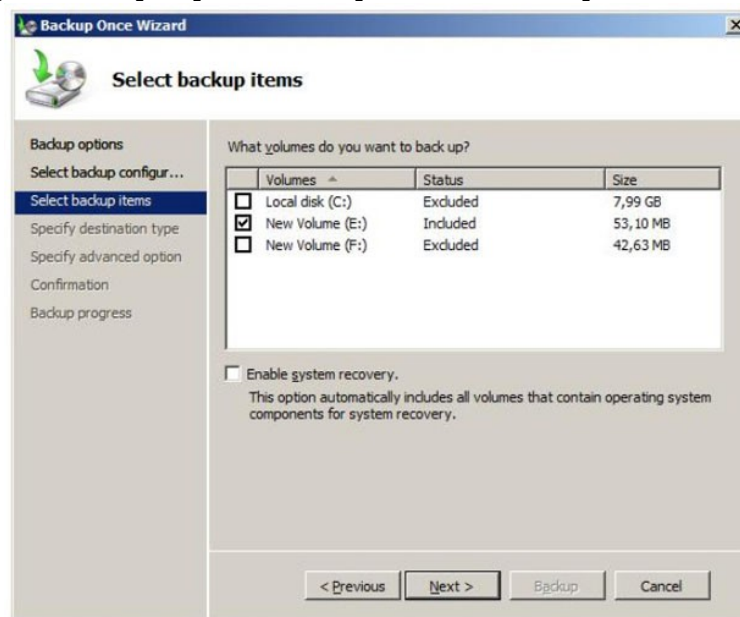 Backup Once Wizard
Select backup items
Backup options
Select backup configur...
Select backup items
Specify destination type
Specify advanced option
Confirmation
Backup progress
What volumes do you want to back up?
Volumes Status Size
Local disk (C:) Excluded 7,99 GB
New Volume (E:) Included 53,10 MB
New Volume (F:) Excluded 42,63 MB
Enable system recovery.
This option automatically includes all volumes that contain operating system
components for system recovery.
< Previous Next > Backup Cancel